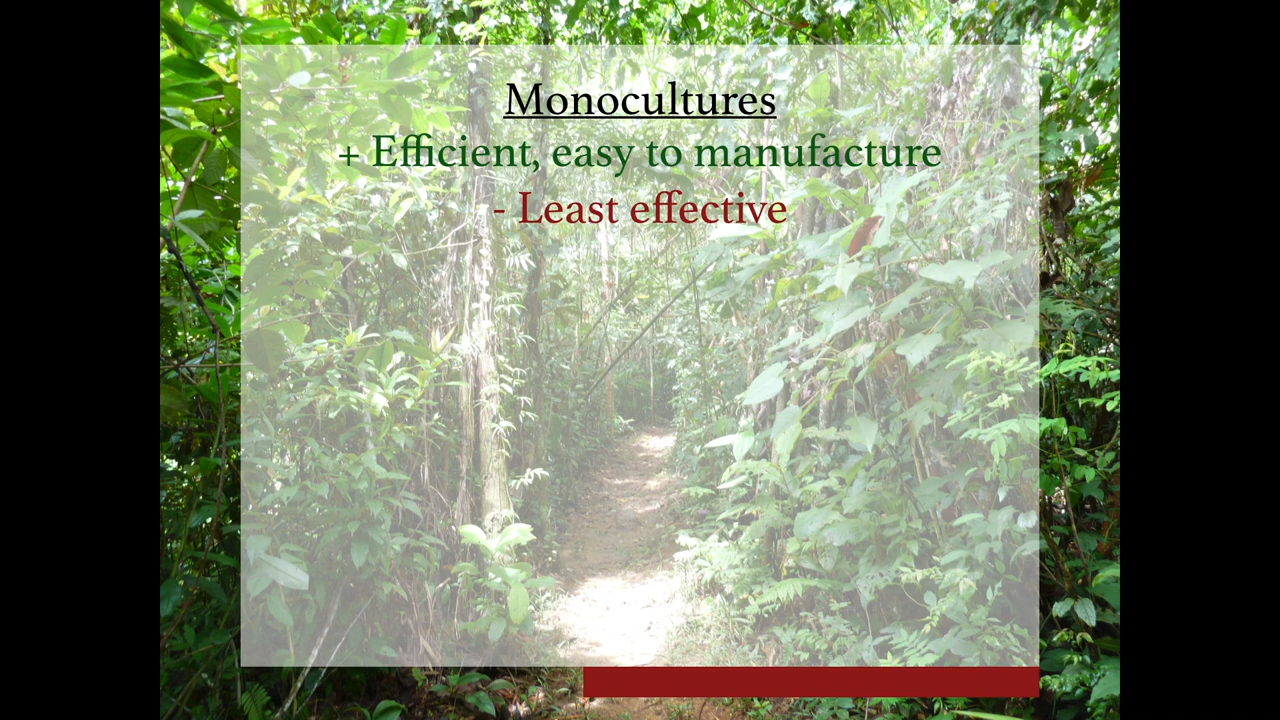 Monocultures
+ Efficient, easy to manufacture
- Least effective